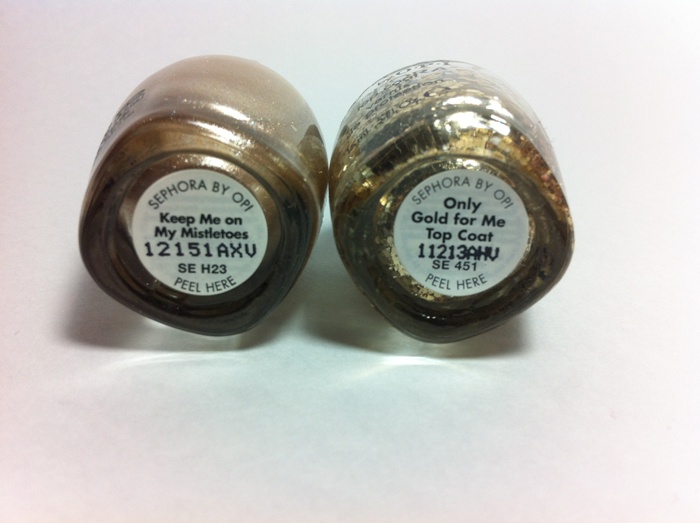 SEPHORA BY OPI
Keep Me on
My Mistletoes
12151AXV
SE H23
PEEL HERE
SEPHORA BY OPI
Only
Gold for Me
Top Coat
11213AHV
SE 451
PEEL HERE